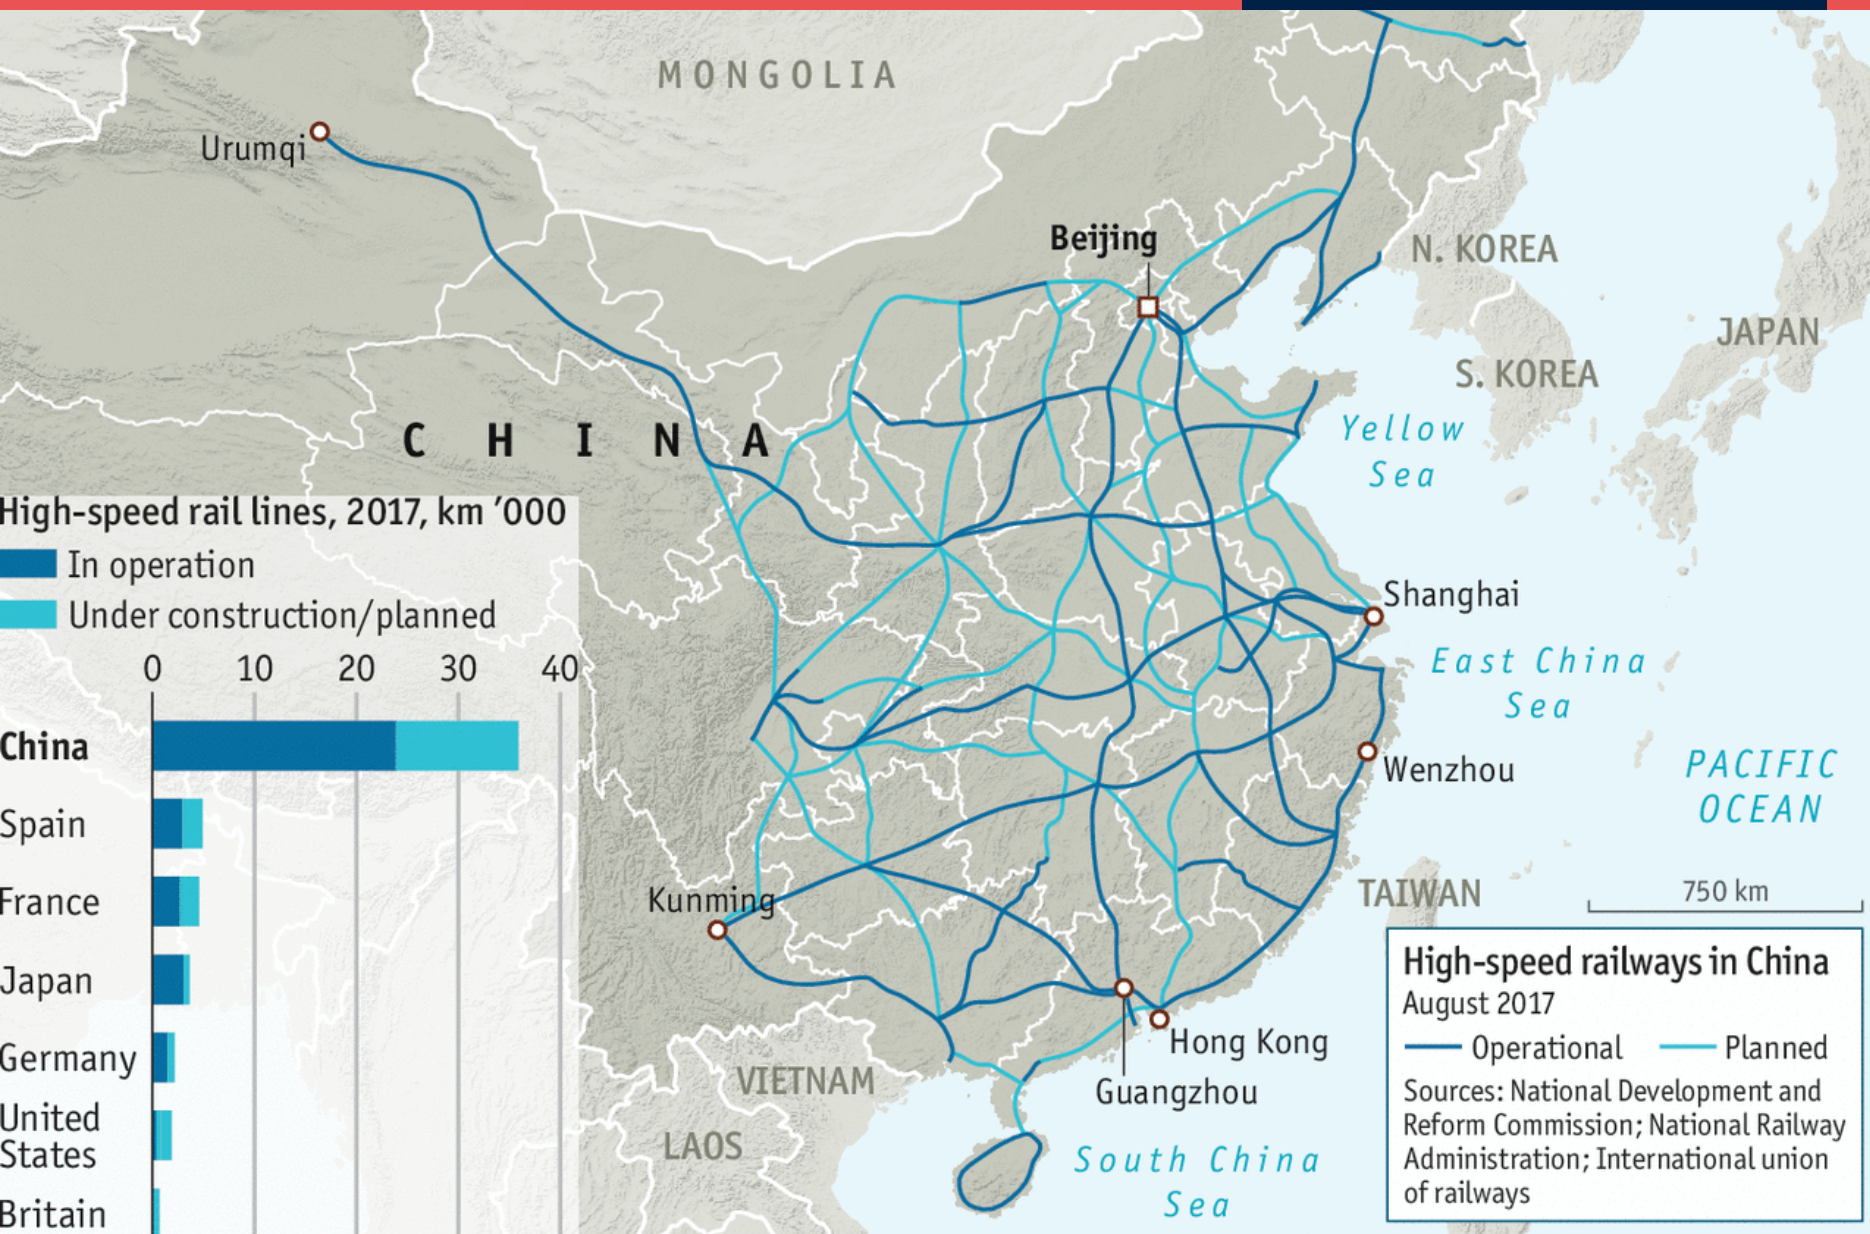 MONGOLIA
Urumqi
Beijing
N. KOREA
JAPAN
S. KOREA
CHINA
Yellow
Sea
High-speed rail lines, 2017, km ’000
In operation
Under construction/planned
0 10 20 30 40
China
Spain
France
Japan
Germany
United
States
Britain
Shanghai
East China
Sea
Wenzhou
PACIFIC
OCEAN
Kunming
TAIWAN
750 km
Hong Kong
Guangzhou
VIETNAM
LAOS
South China
Sea
High-speed railways in China
August 2017
Operational Planned
Sources: National Development and
Reform Commission; National Railway
Administration; International union
of railways